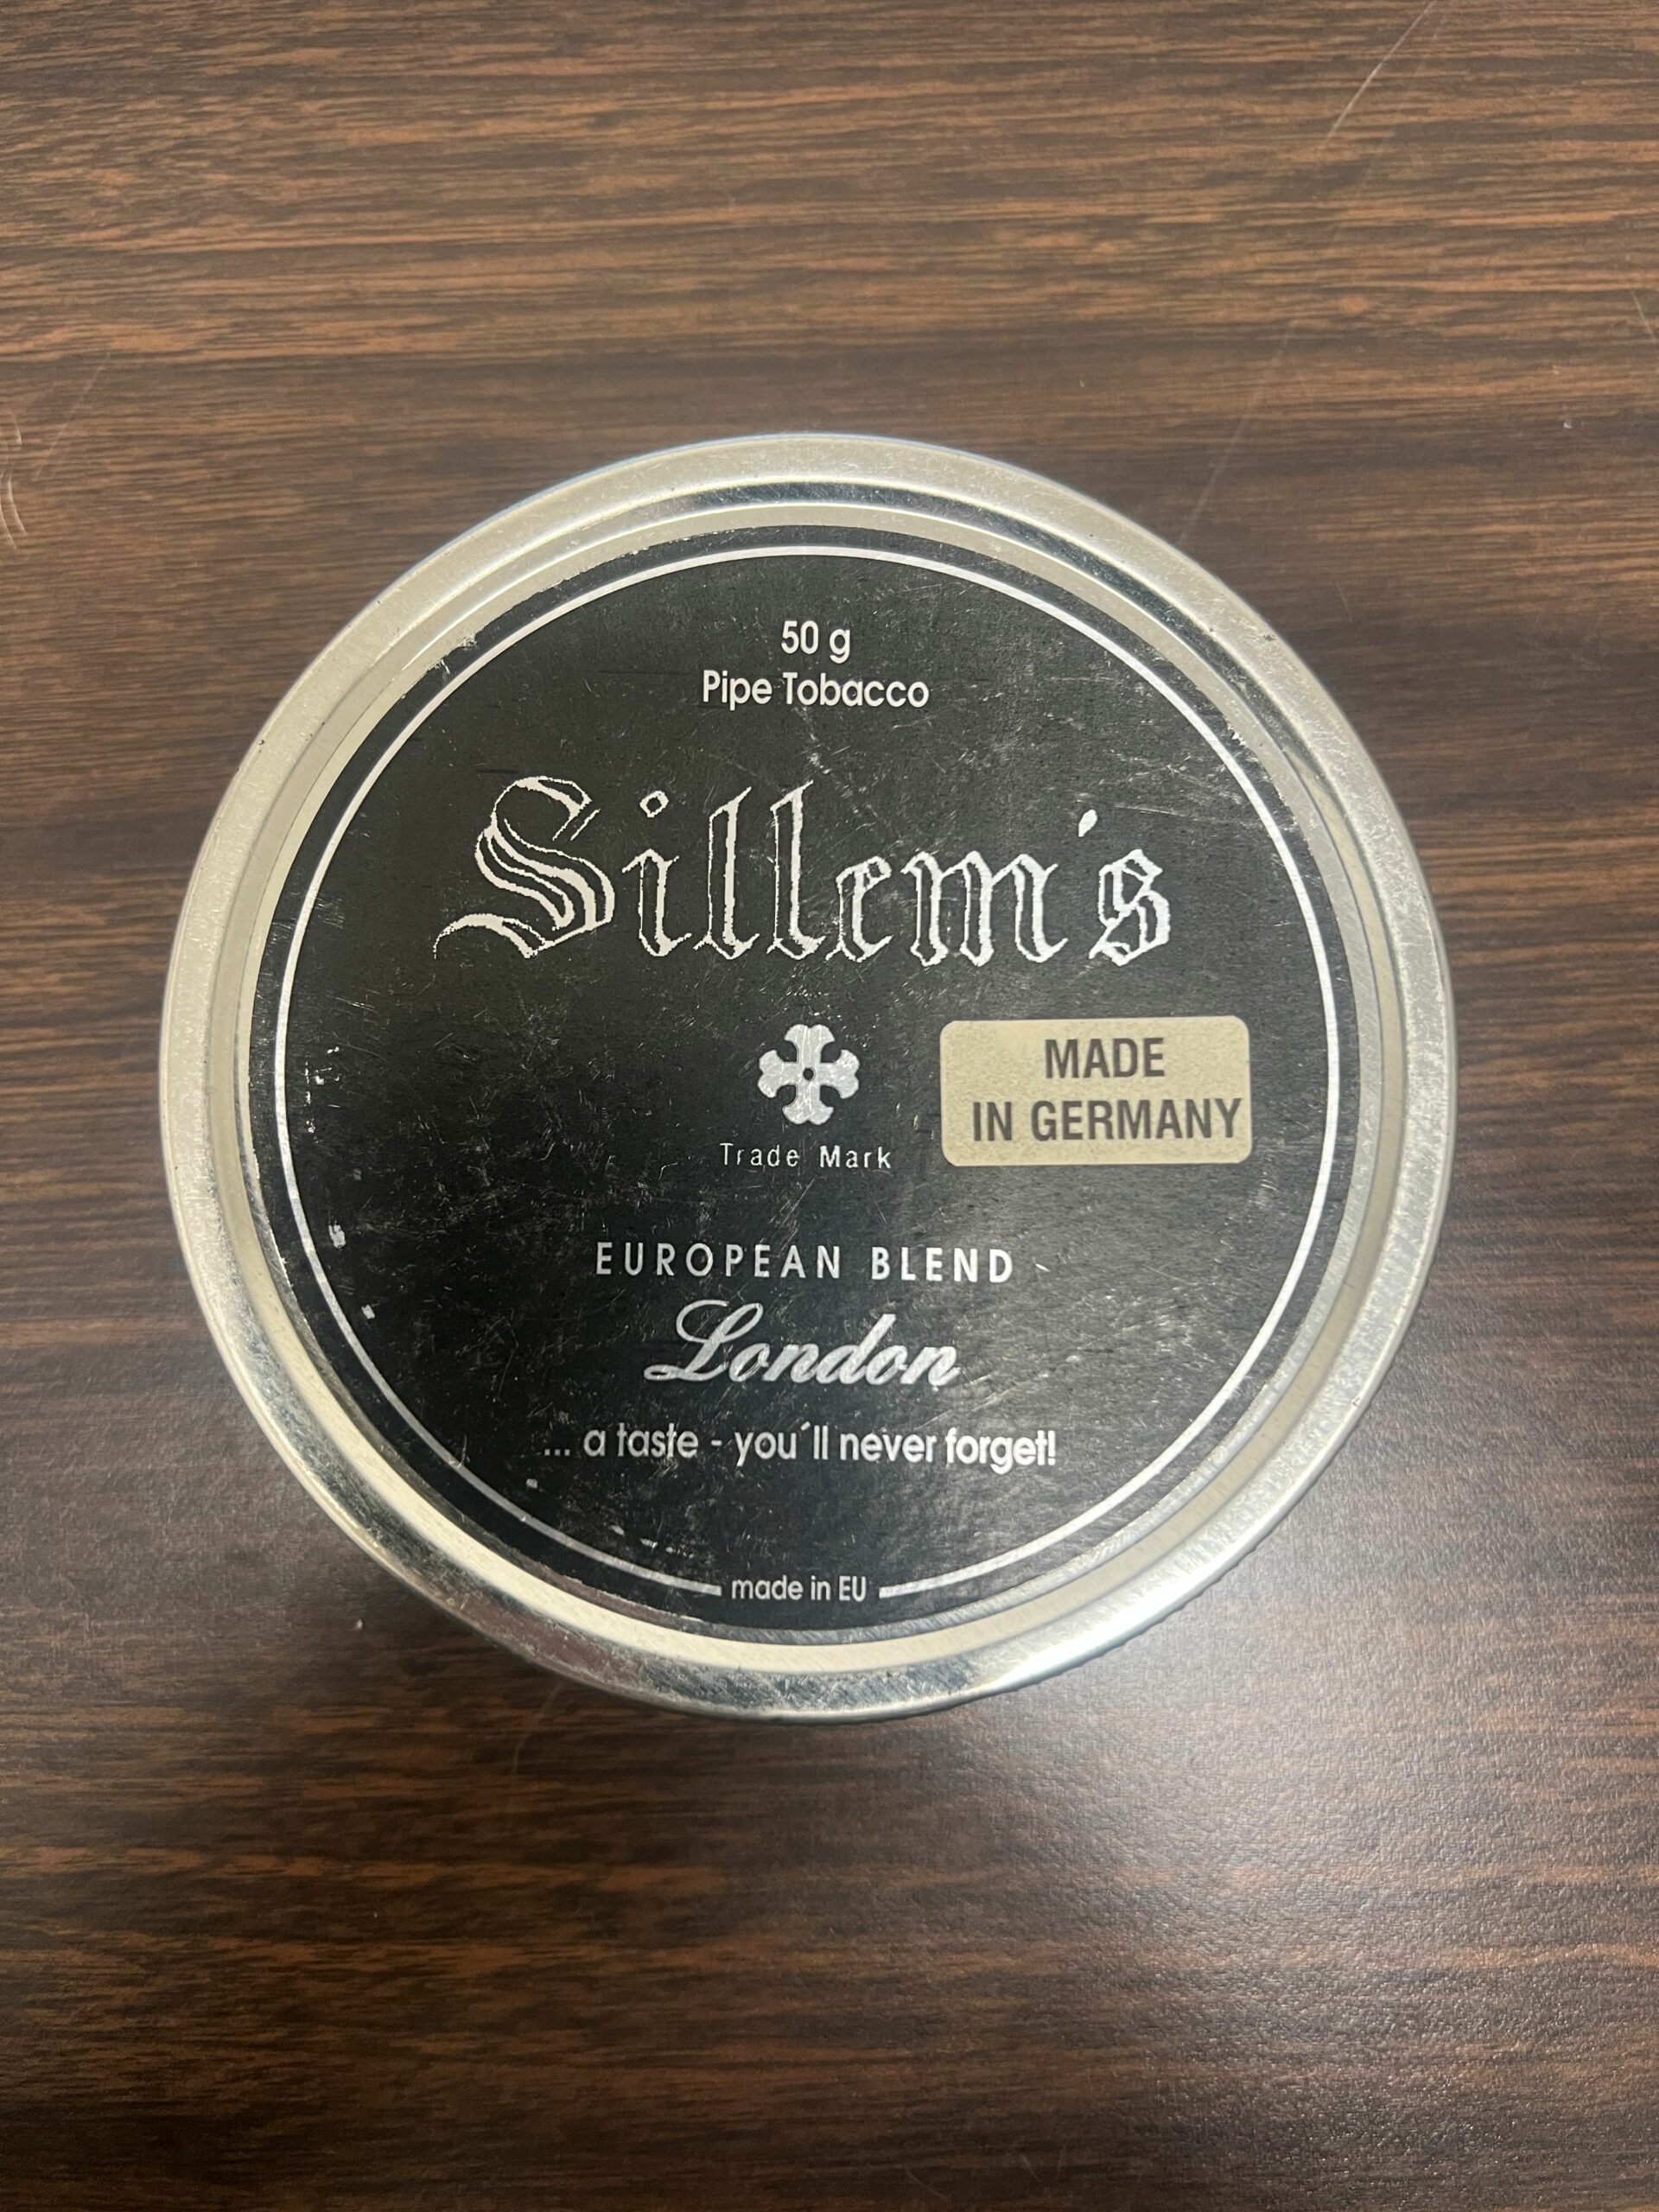 50 g
Pipe Tobacco
Sillem´s
Trade Mark
MADE
IN GERMANY
EUROPEAN BLEND
London
... a taste - you´ll never forget!
made in EU